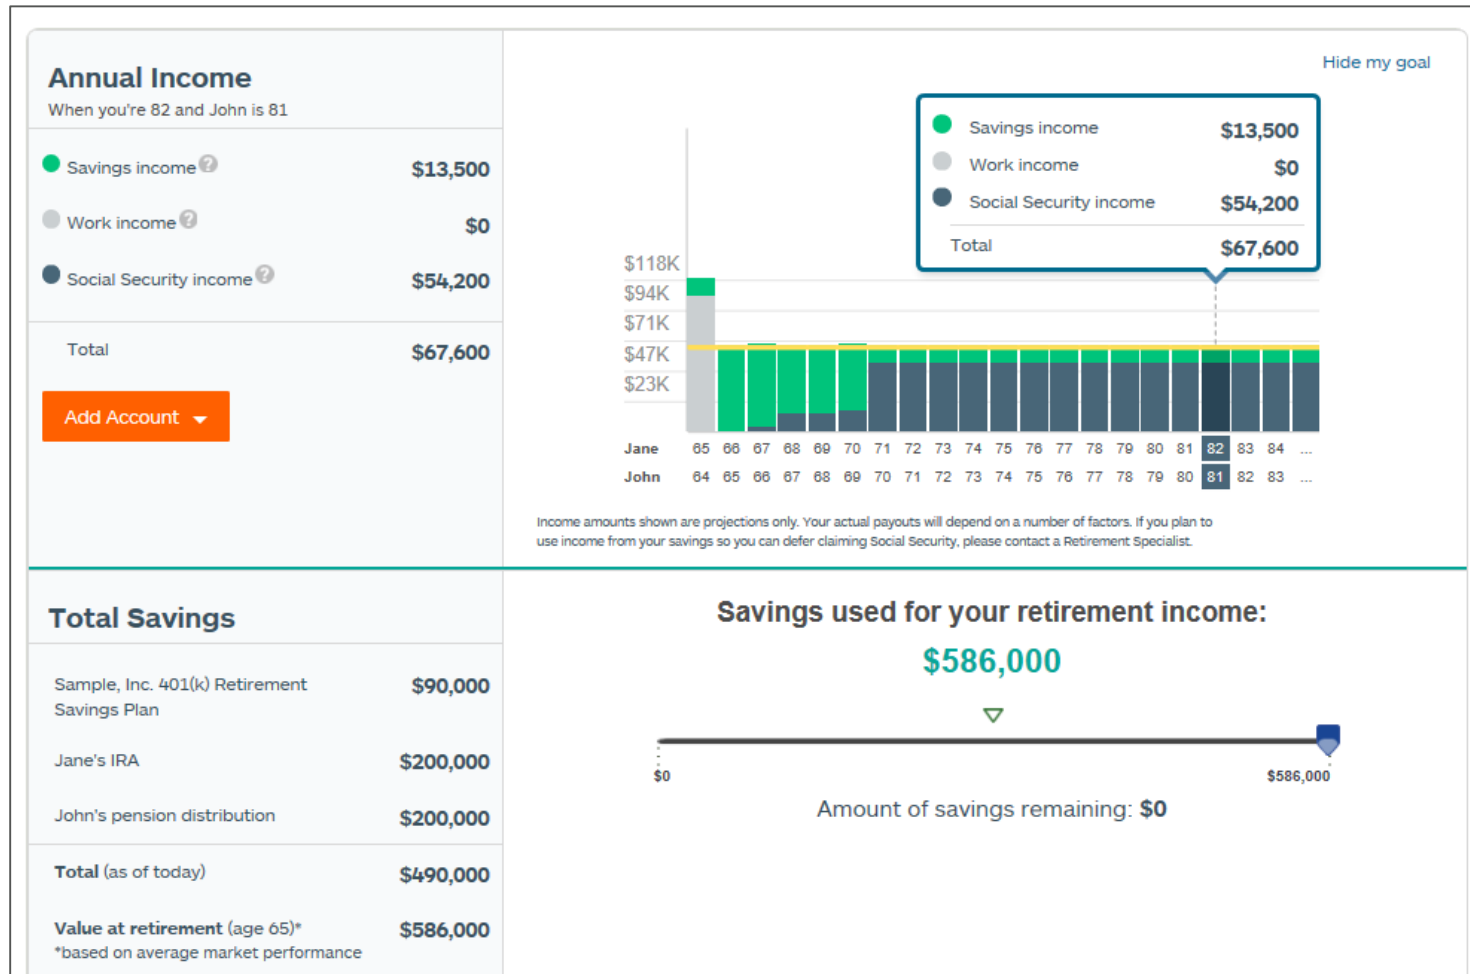 Annual Income
When you're 82 and John is 81
Savings income ? $13,500
Work income ? $0
Social Security income ? $54,200
Total $67,600
Add Account
Hide my goal
Savings income $13,500
Work income $0
Social Security income $54,200
Total $67,600
$118K
$94K
$71K
$47K
$23K
Jane 65 66 67 68 69 70 71 72 73 74 75 76 77 78 79 80 81 82 83 84 ...
John 64 65 66 67 68 69 70 71 72 73 74 75 76 77 78 79 80 81 82 83 ...
Income amounts shown are projections only. Your actual payouts will depend on a number of factors. If you plan to
use income from your savings so you can defer claiming Social Security, please contact a Retirement Specialist.
Total Savings
Sample, Inc. 401(k) Retirement
Savings Plan $90,000
Jane's IRA $200,000
John's pension distribution $200,000
Total (as of today) $490,000
Value at retirement (age 65)* $586,000
*based on average market performance
Savings used for your retirement income:
$586,000
$0 $586,000
Amount of savings remaining: $0